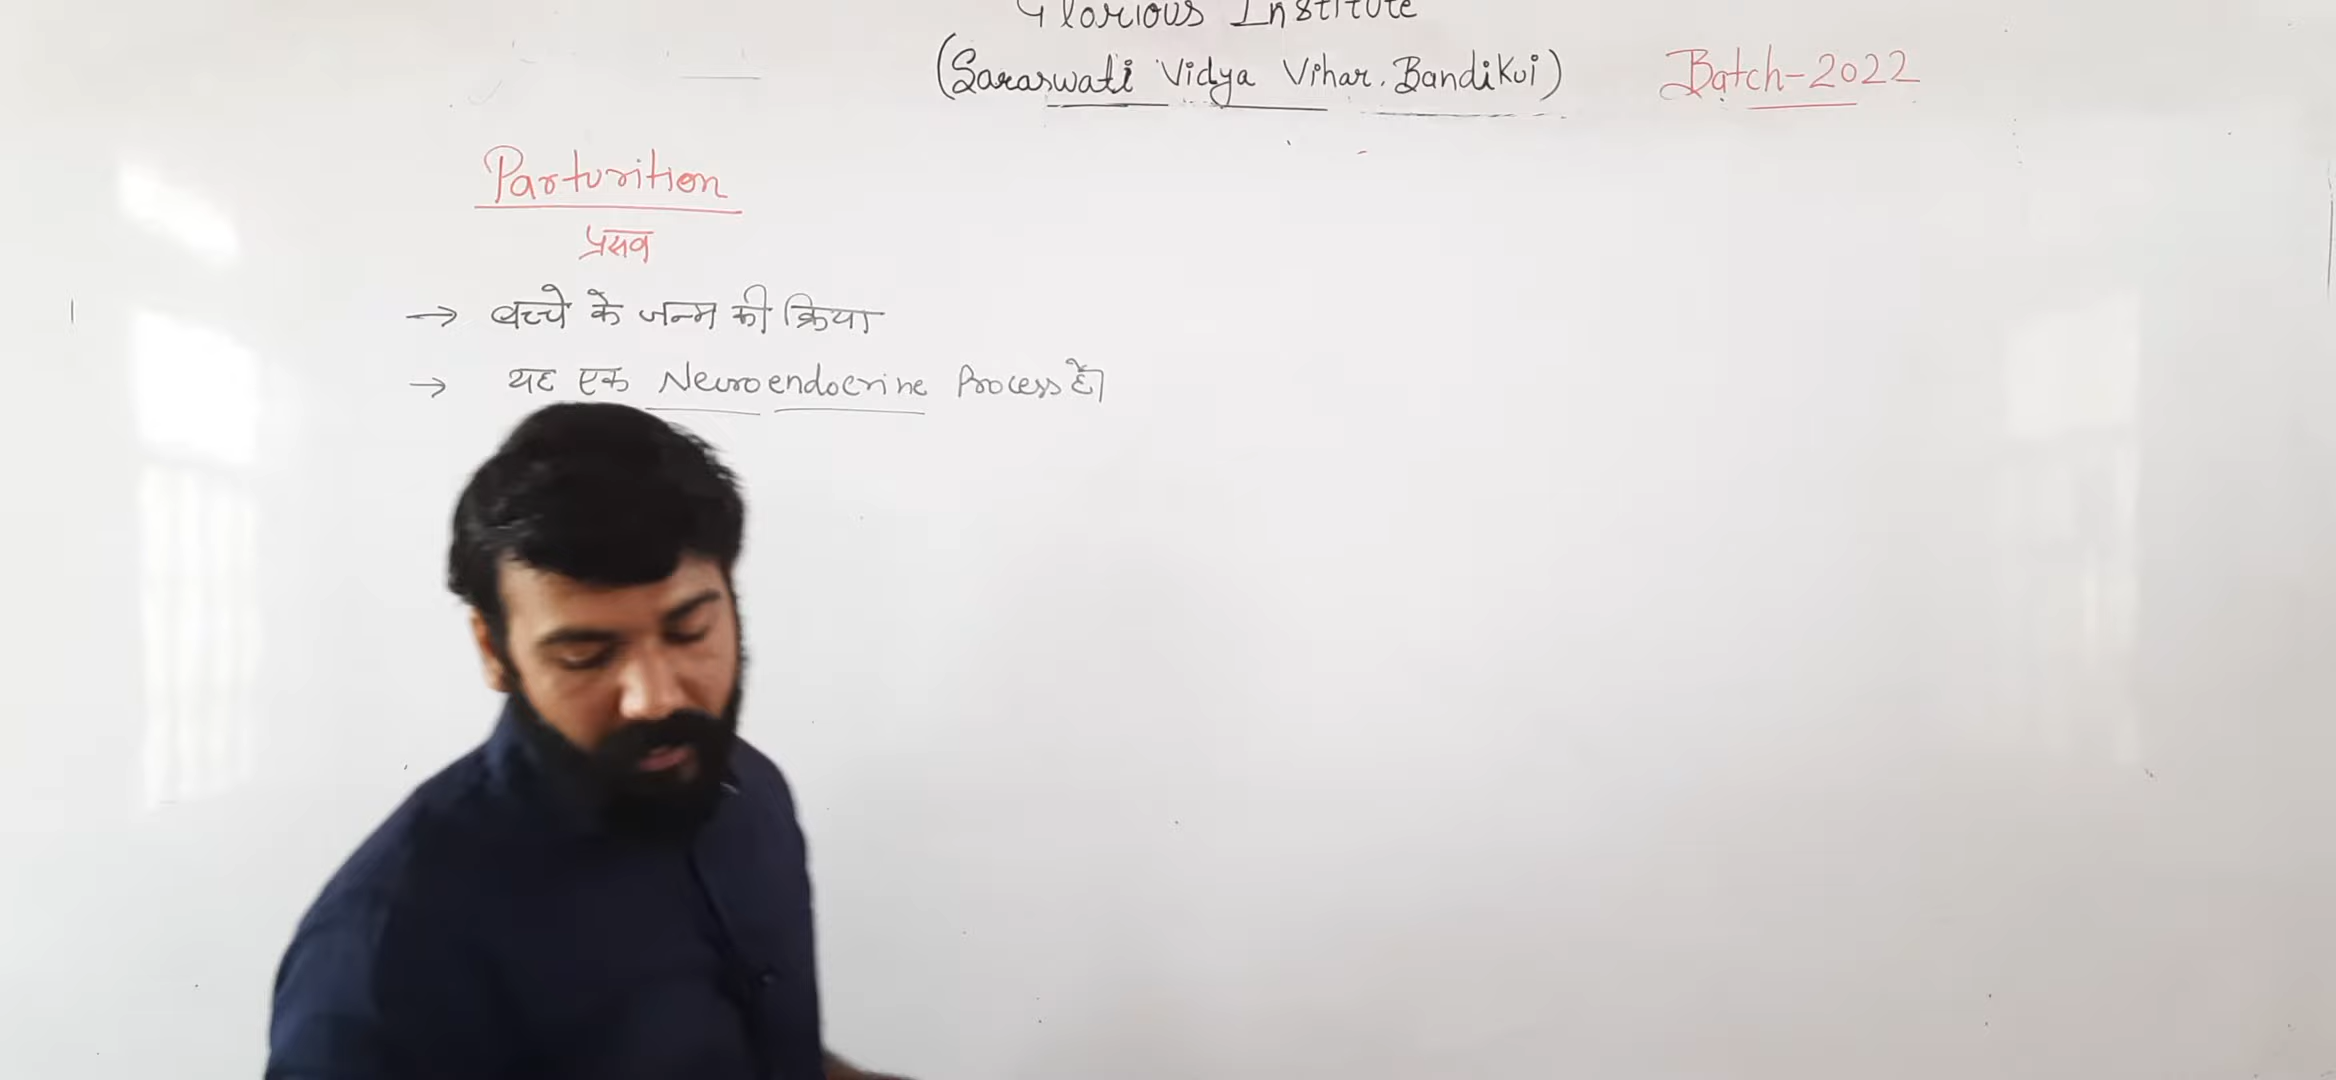 Glorious Institute
(Saraswati Vidya Vihar, Bandikui) Batch-2022
Parturition
प्रसव
→ बच्चे के जन्म की क्रिया
→ यह एक Neuroendocrine Process है।